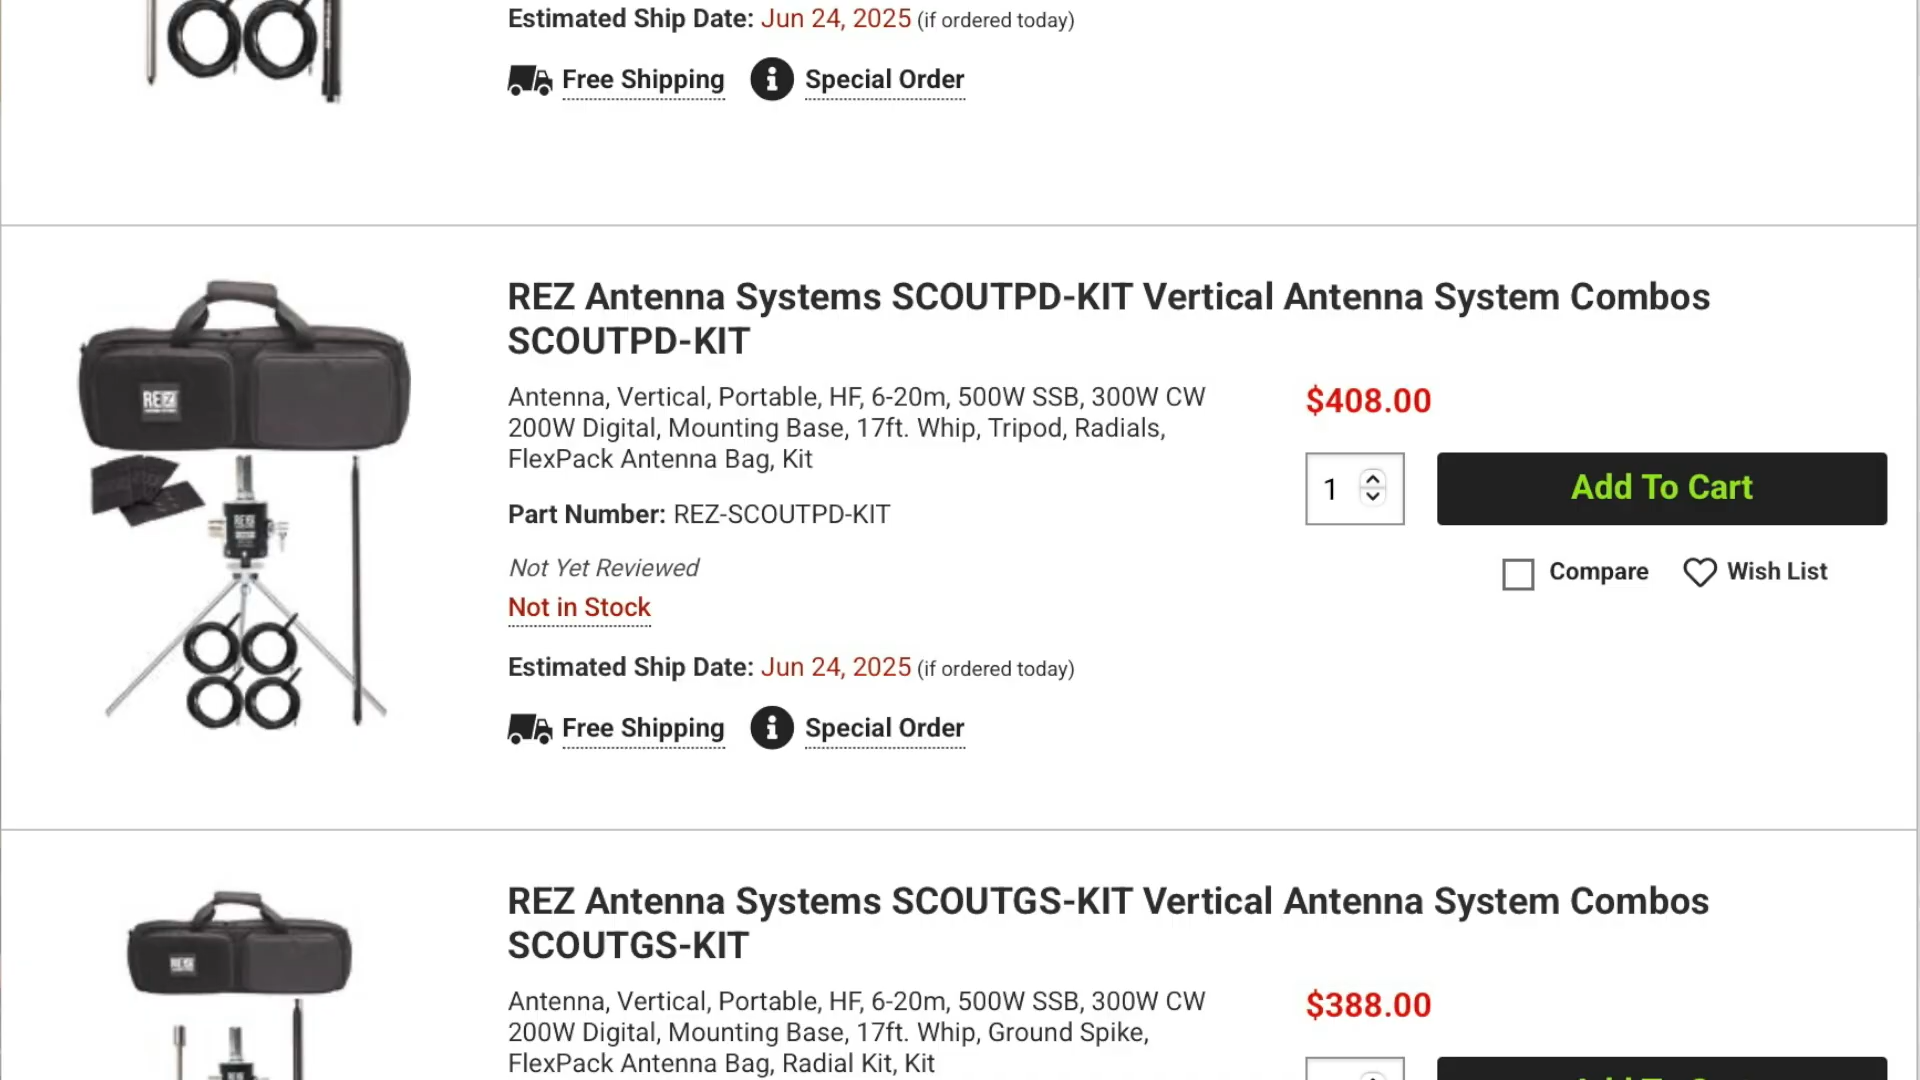 Estimated Ship Date: Jun 24, 2025 (if ordered today)
Free Shipping Special Order
REZ Antenna Systems SCOUTPD-KIT Vertical Antenna System Combos
SCOUTPD-KIT
Antenna, Vertical, Portable, HF, 6-20m, 500W SSB, 300W CW
200W Digital, Mounting Base, 17ft. Whip, Tripod, Radials,
FlexPack Antenna Bag, Kit
$408.00
1
Add To Cart
Part Number: REZ-SCOUTPD-KIT
Compare Wish List
Not Yet Reviewed
Not in Stock
Estimated Ship Date: Jun 24, 2025 (if ordered today)
Free Shipping Special Order
REZ
REZ
REZ Antenna Systems SCOUTGS-KIT Vertical Antenna System Combos
SCOUTGS-KIT
Antenna, Vertical, Portable, HF, 6-20m, 500W SSB, 300W CW
200W Digital, Mounting Base, 17ft. Whip, Ground Spike,
FlexPack Antenna Bag, Radial Kit, Kit
$388.00
REZ